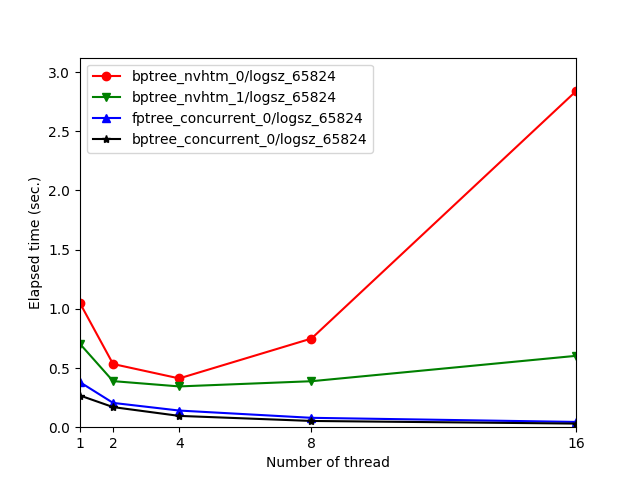 3.0
2.5
2.0
1.5
1.0
0.5
0.0
Elapsed time (sec.)
bptree_nvhtm_0/logsz_65824
bptree_nvhtm_1/logsz_65824
fptree_concurrent_0/logsz_65824
bptree_concurrent_0/logsz_65824
1 2 4 8 16
Number of thread